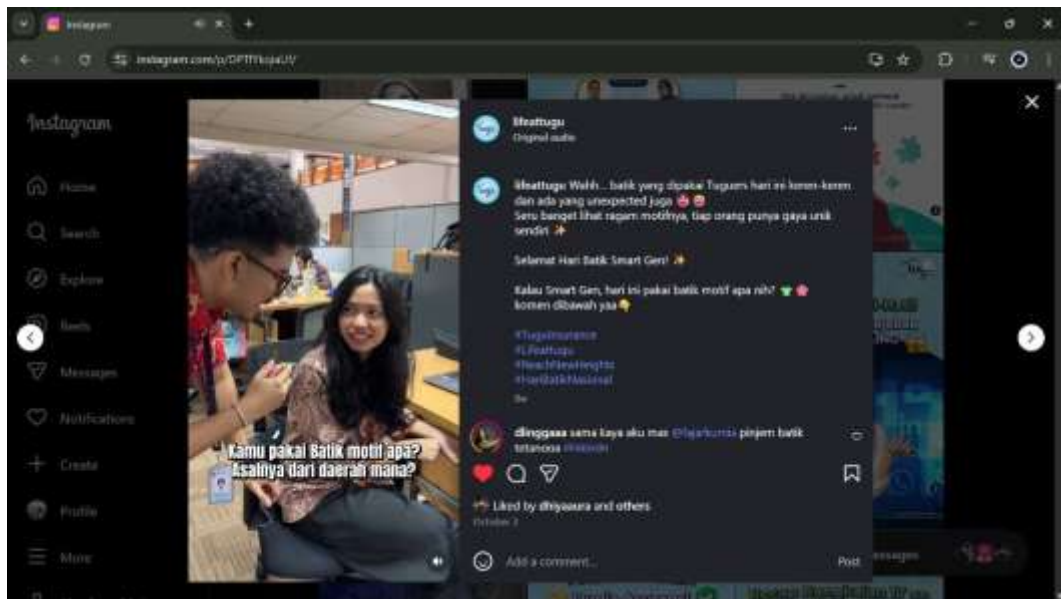 Instagram
instagram.com/p/
Instagram
Home
Search
Explore
Reels
Messages
Notifications
Create
Profile
More
Kamu pakai Batik motif apa?
Asalnya dari daerah mana?
lifeattugu
Original audio
lifeattugu Wahh... batik yang dipakai Tuguers hari ini keren-keren
dan ada yang unexpected juga
Seru banget lihat ragam motifnya, tiap orang punya gaya unik
sendiri ✨
Selamat Hari Batik Smart Gen! ✨
Kalau Smart Gen, hari ini pakai batik motif apa nih?
komen dibawah yaa👇
#TuguInsurance
#Lifeattugu
#ReachNewHeights
#HariBatikNasional
8w
dlinggaaa sama kaya aku mas @fajarkurnia pinjem batik
Liked by dhiyaaura and others
October 2
Add a comment...
Post